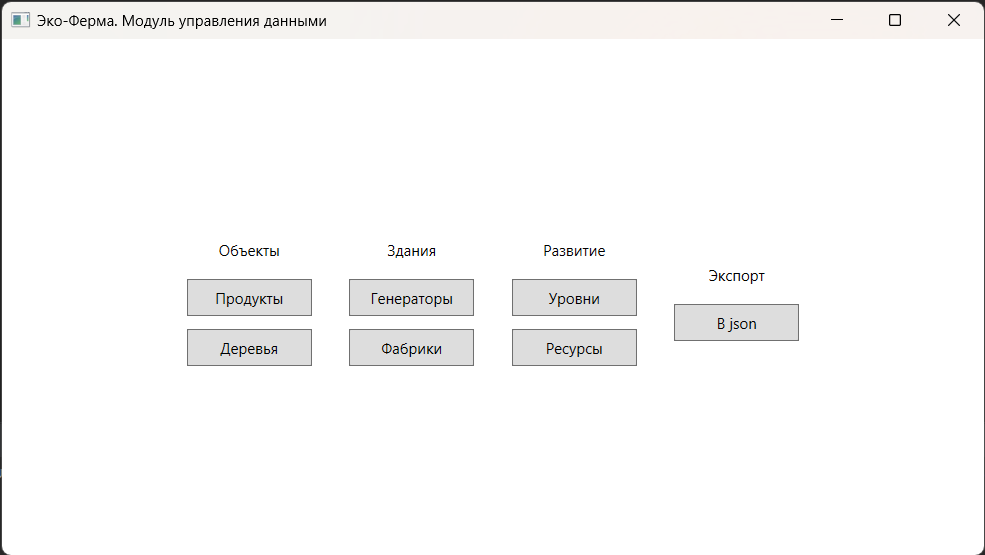 Эко-Ферма. Модуль управления данными
Объекты
Продукты
Деревья
Здания
Генераторы
Фабрики
Развитие
Уровни
Ресурсы
Экспорт
В json